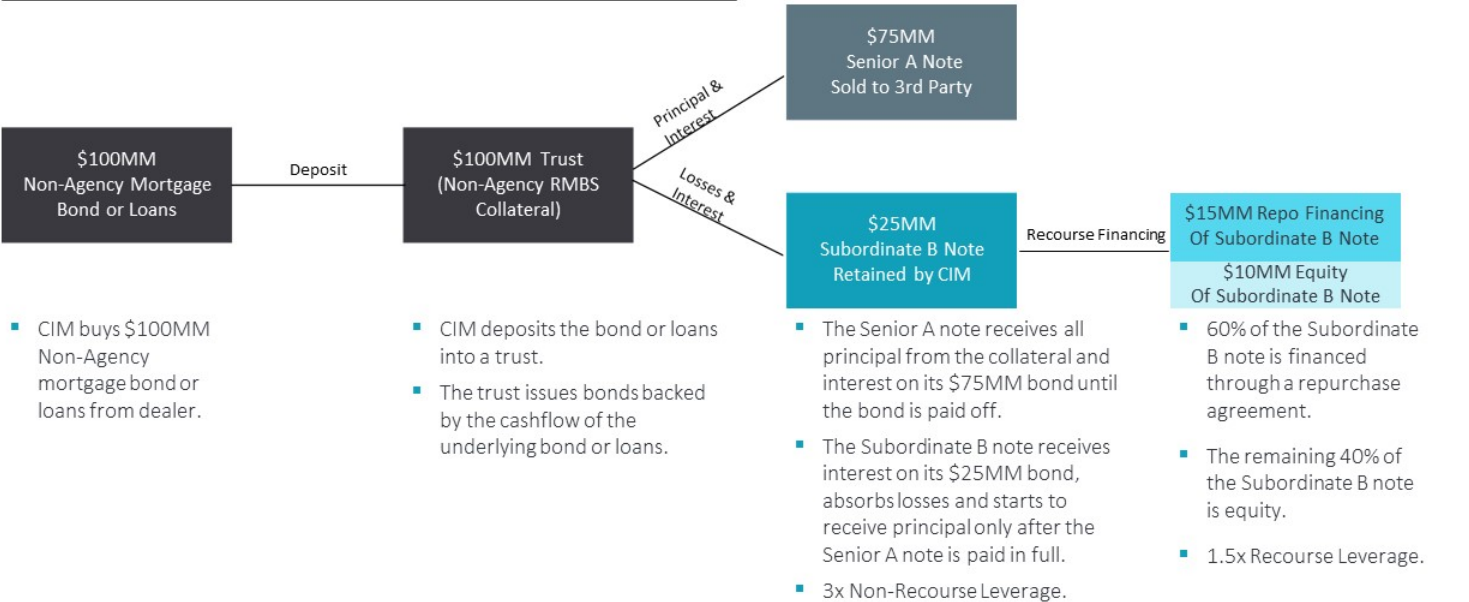 $75MM
Senior A Note
Sold to 3rd Party
Principal &
Interest
$100MM
Non-Agency Mortgage
Bond or Loans
Deposit
$100MM Trust
(Non-Agency RMBS
Collateral)
Losses &
Interest
$25MM
Subordinate B Note
Retained by CIM
Recourse Financing
$15MM Repo Financing
Of Subordinate B Note
$10MM Equity
Of Subordinate B Note
▪ CIM buys $100MM
Non-Agency
mortgage bond or
loans from dealer.
▪ CIM deposits the bond or loans
into a trust.
▪ The trust issues bonds backed
by the cashflow of the
underlying bond or loans.
▪ The Senior A note receives all
principal from the collateral and
interest on its $75MM bond until
the bond is paid off.
▪ The Subordinate B note receives
interest on its $25MM bond,
absorbs losses and starts to
receive principal only after the
Senior A note is paid in full.
▪ 3x Non-Recourse Leverage.
▪ 60% of the Subordinate
B note is financed
through a repurchase
agreement.
▪ The remaining 40% of
the Subordinate B note
is equity.
▪ 1.5x Recourse Leverage.